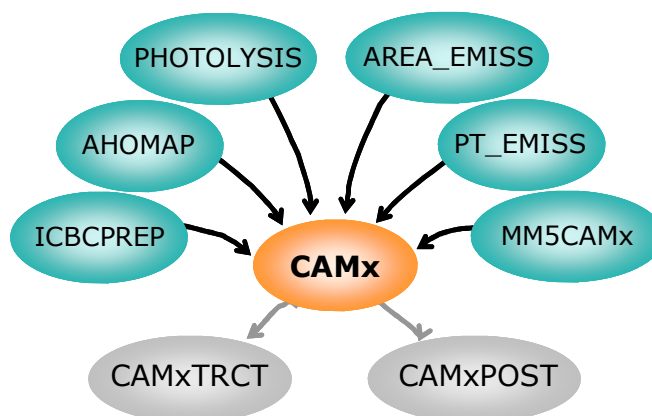 PHOTOLYSIS
AREA_EMISS
AHOMAP
PT_EMISS
ICBCPREP
MM5CAMx
CAMx
CAMxTRCT
CAMxPOST